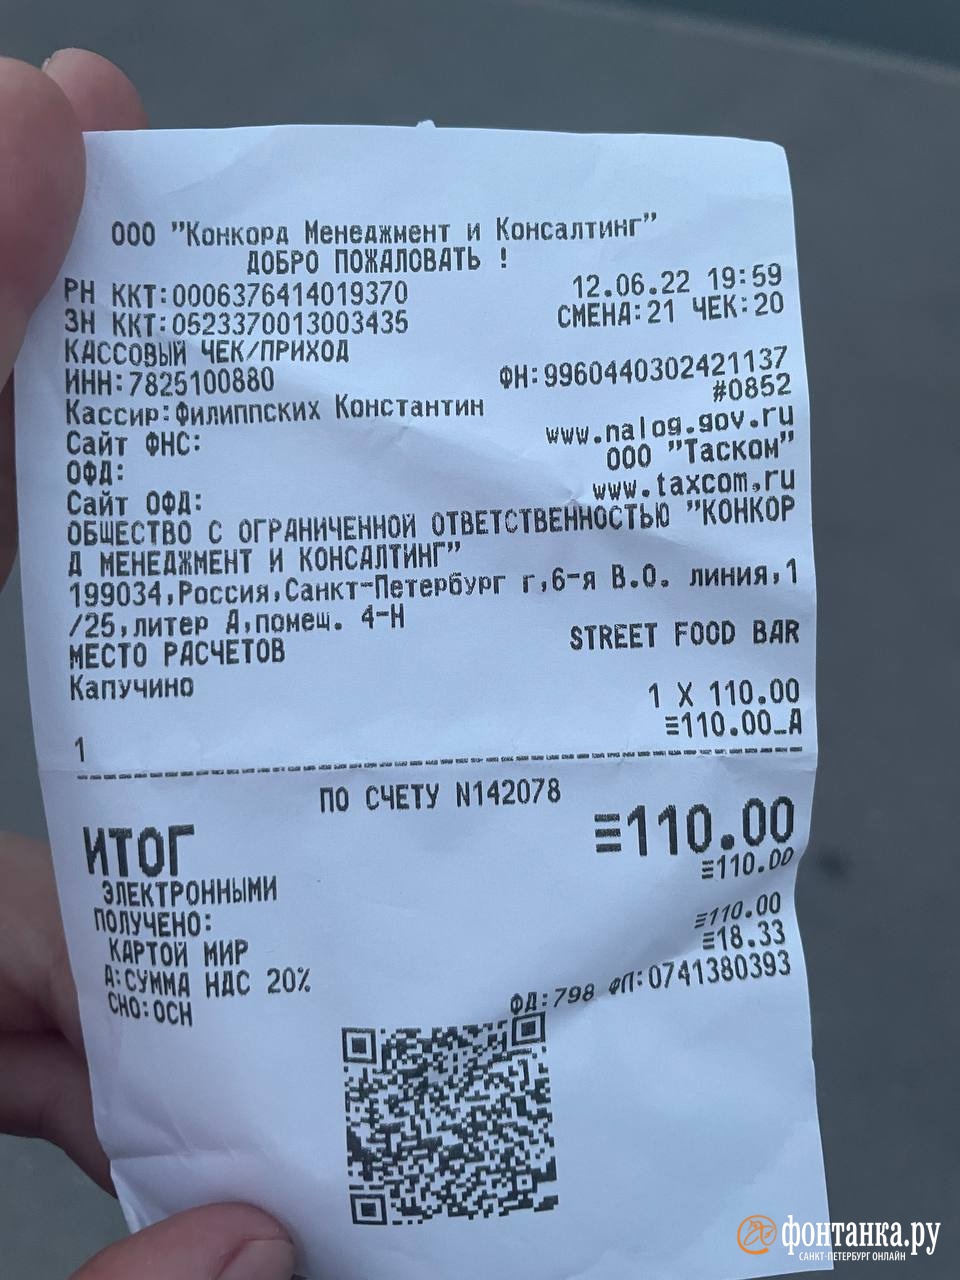 ООО "Конкорд Менеджмент и Консалтинг"
ДОБРО ПОЖАЛОВАТЬ !
РН ККТ:0006376414019370 12.06.22 19:59
ЗН ККТ:0523370013003435 СМЕНА:21 ЧЕК:20
КАССОВЫЙ ЧЕК/ПРИХОД
ИНН:7825100880 ФН:9960440302421137
Кассир:Филиппских Константин #0852
Сайт ФНС: www.nalog.gov.ru
ОФД: ООО "Таском"
Сайт ОФД: www.taxcom.ru
ОБЩЕСТВО С ОГРАНИЧЕННОЙ ОТВЕТСТВЕННОСТЬЮ "КОНКОР
Д МЕНЕДЖМЕНТ И КОНСАЛТИНГ"
199034,Россия,Санкт-Петербург г,6-я В.О. линия,1
/25,литер А,помещ. 4-Н
МЕСТО РАСЧЕТОВ STREET FOOD BAR
Капучино 1 X 110.00
≡110.00_А
1
ПО СЧЕТУ N142078
ИТОГ ≡110.00
ЭЛЕКТРОННЫМИ ≡110.00
ПОЛУЧЕНО:
КАРТОЙ МИР ≡110.00
А:СУММА НДС 20% ≡18.33
СНО:ОСН ФД:798 ФП:0741380393
фонтанка.ру
САНКТ-ПЕТЕРБУРГ ОНЛАЙН